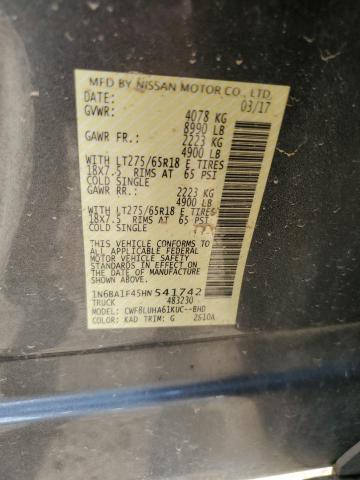 MFD BY NISSAN MOTOR CO., LTD.
DATE: 03/17
GVWR: 4078 KG
8990 LB
GAWR FR.: 2223 KG
4900 LB
WITH LT275/65R18 E TIRES
18X7.5 RIMS AT 65 PSI
COLD SINGLE
GAWR RR.: 2223 KG
4900 LB
WITH LT275/65R18 E TIRES
18X7.5 RIMS AT 65 PSI
COLD SINGLE
THIS VEHICLE CONFORMS TO
ALL APPLICABLE FEDERAL
MOTOR VEHICLE SAFETY
STANDARDS IN EFFECT ON
THE DATE OF MANUFACTURE
SHOWN ABOVE.
1N6BA1F45HN541742
TRUCK 483230
MODEL: CWF8LUHA61KUC--BHD
COLOR: KAD TRIM: G 2610A